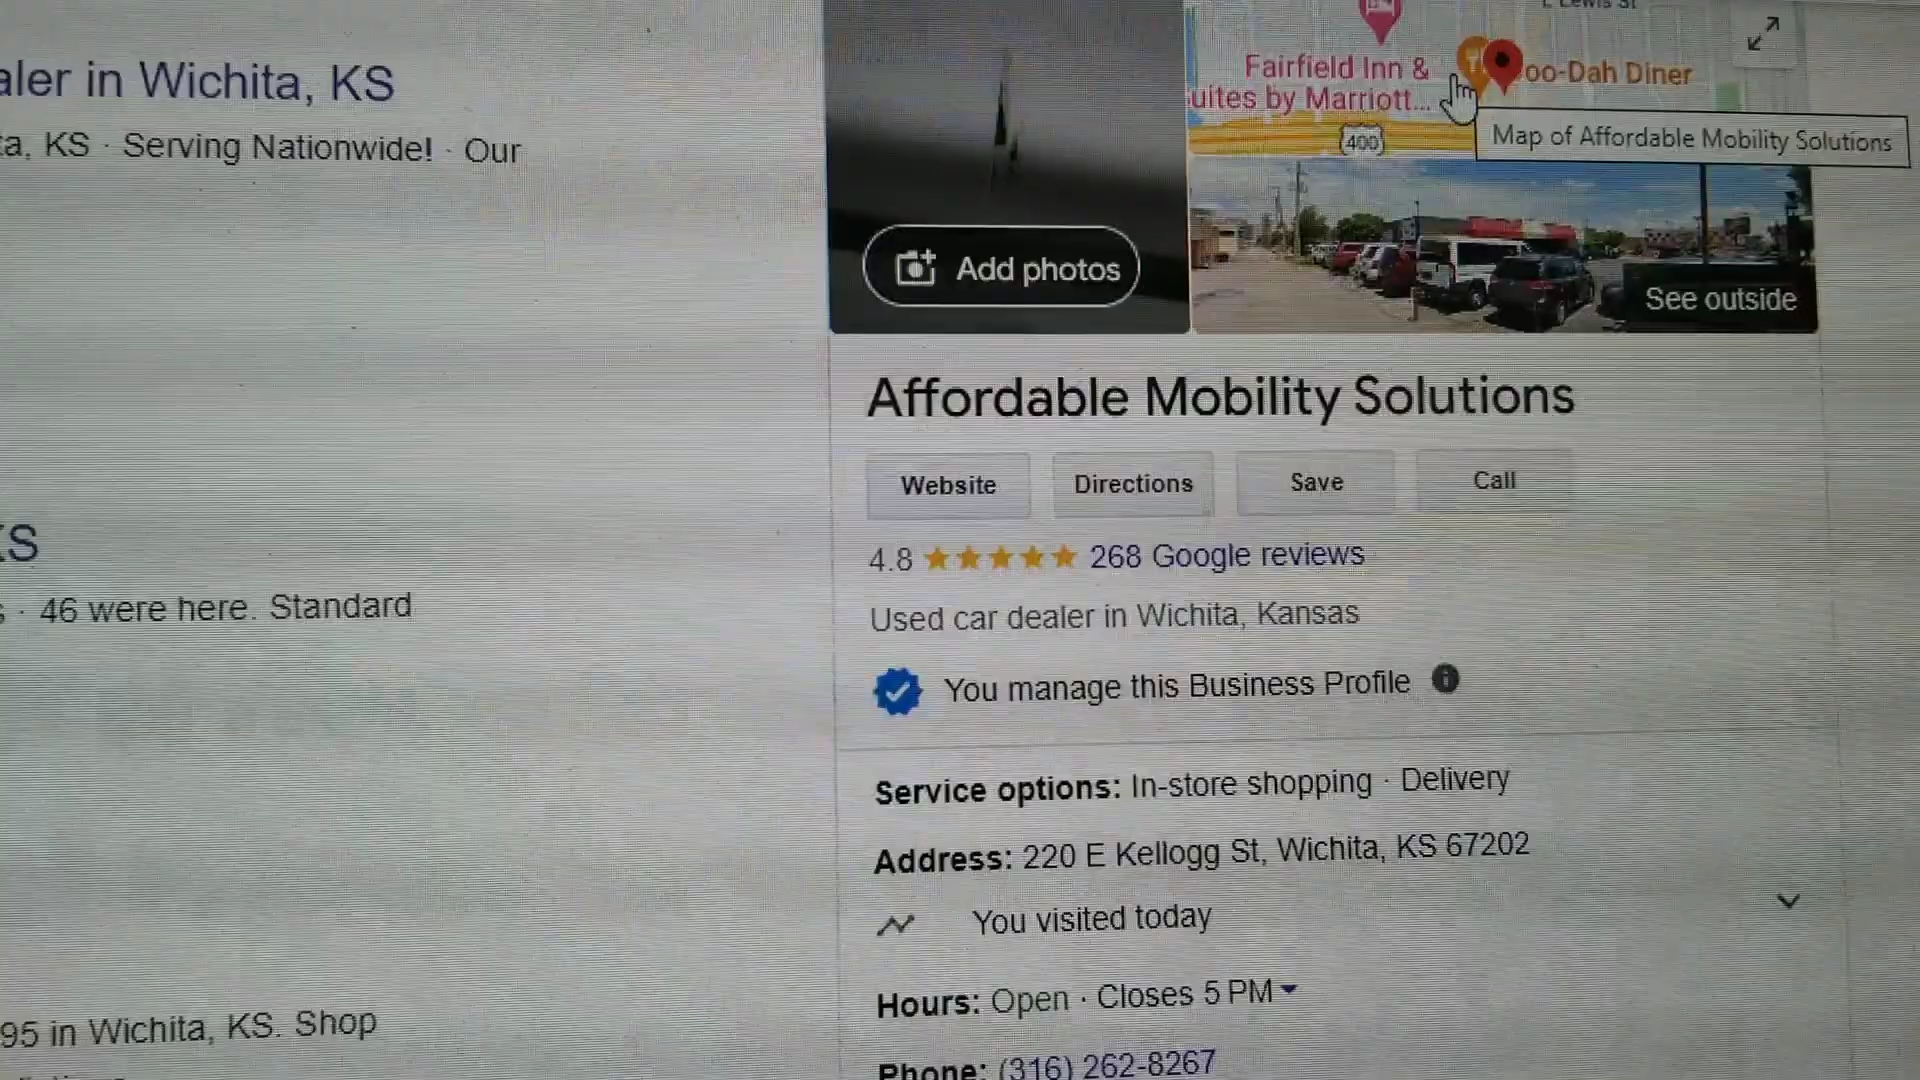 aler in Wichita, KS
ta, KS · Serving Nationwide! · Our
KS
46 were here. Standard
95 in Wichita, KS. Shop
Add photos
E Lewis St
Fairfield Inn &
uites by Marriott...
oo-Dah Diner
400
Map of Affordable Mobility Solutions
See outside
Affordable Mobility Solutions
Website
Directions
Save
Call
4.8
268 Google reviews
Used car dealer in Wichita, Kansas
You manage this Business Profile
Service options: In-store shopping · Delivery
Address: 220 E Kellogg St, Wichita, KS 67202
You visited today
Hours: Open · Closes 5 PM
Phone: (316) 262-8267